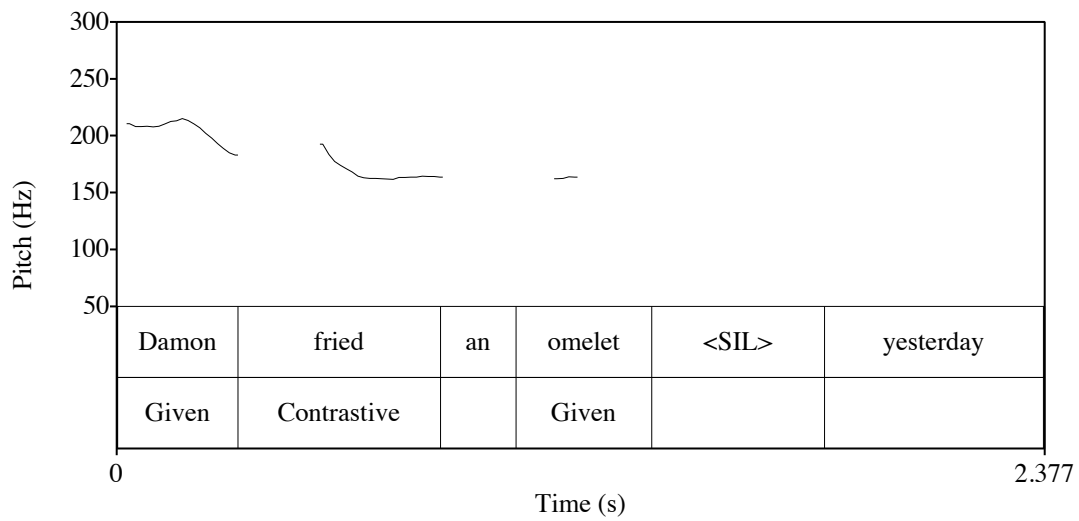 300
250
200
150
100
50
Pitch (Hz)
Damon fried an omelet <SIL> yesterday
Given Contrastive Given
0 2.377
Time (s)